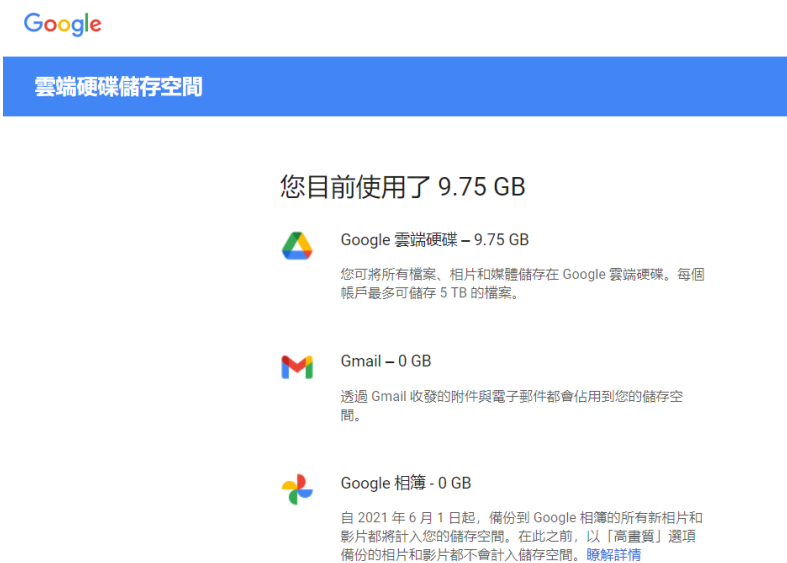 Google
雲端硬碟儲存空間
您目前使用了 9.75 GB
Google 雲端硬碟 – 9.75 GB
您可將所有檔案、相片和媒體儲存在 Google 雲端硬碟。每個
帳戶最多可儲存 5 TB 的檔案。
Gmail – 0 GB
透過 Gmail 收發的附件與電子郵件都會佔用到您的儲存空
間。
Google 相簿 - 0 GB
自 2021 年 6 月 1 日起，備份到 Google 相簿的所有新相片和
影片都將計入您的儲存空間。在此之前，以「高畫質」選項
備份的相片和影片都不會計入儲存空間。瞭解詳情